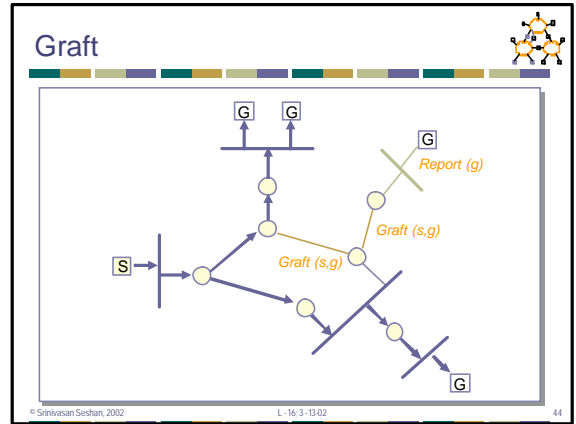 Graft
G G
G
Report (g)
Graft (s,g)
S
Graft (s,g)
G
© Srinivasan Seshan, 2002 L -16; 3 -13-02 44